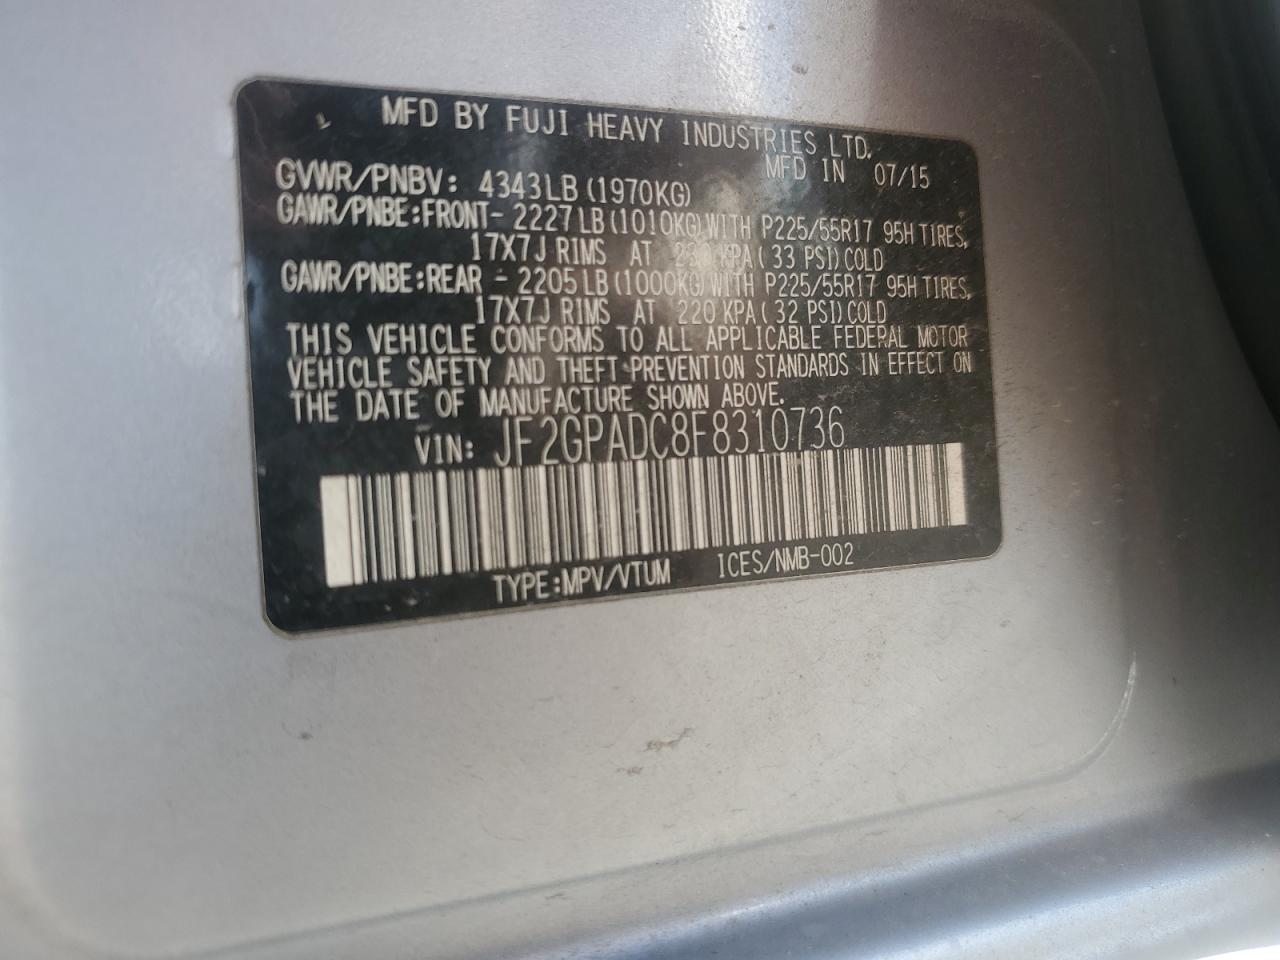 MFD BY FUJI HEAVY INDUSTRIES LTD.
MFD IN 07/15
GVWR/PNBV: 4343LB (1970KG)
GAWR/PNBE:FRONT- 2227LB (1010KG) WITH P225/55R17 95H TIRES,
17X7J RIMS AT 230 KPA (33 PSI) COLD
GAWR/PNBE:REAR - 2205LB (1000KG) WITH P225/55R17 95H TIRES,
17X7J RIMS AT 220 KPA (32 PSI) COLD
THIS VEHICLE CONFORMS TO ALL APPLICABLE FEDERAL MOTOR
VEHICLE SAFETY AND THEFT PREVENTION STANDARDS IN EFFECT ON
THE DATE OF MANUFACTURE SHOWN ABOVE.
VIN: JF2GPADC8F8310736
TYPE:MPV/VTUM ICES/NMB-002